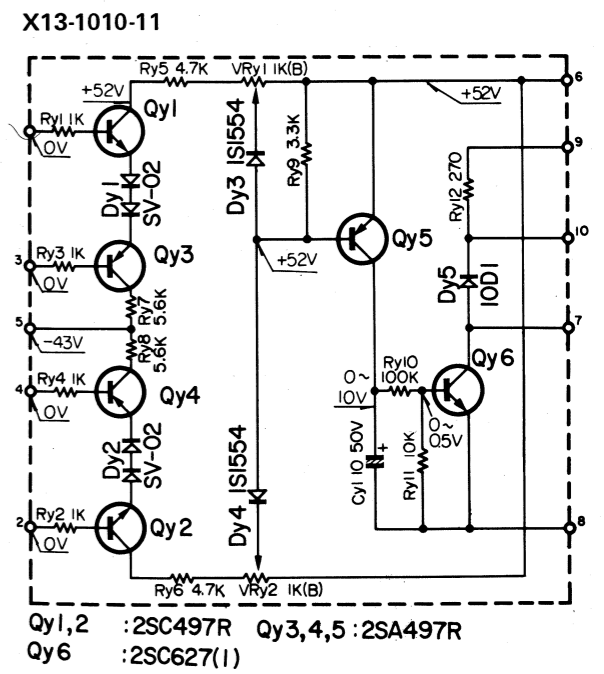 X13-1010-11
Ry5 4.7K VRy1 1K(B)
6
+52V
+52V
Qy1
Ry1 1K
0V
Dy1
SV-02
Dy3 1S1554
Ry9 3.3K
9
Ry12 270
3
Ry3 1K
0V
Qy3
+52V
Qy5
10
Dy5
10D1
Ry7
5.6K
5
-43V
7
Ry8
5.6K
Qy6
4
Ry4 1K
0V
Qy4
0~
10V
Ry10
100K
0~
0.5V
Dy2
SV-02
Dy4 1S1554
Cy1 10 50V
+
Ry11 10K
2
Ry2 1K
0V
Qy2
8
Ry6 4.7K VRy2 1K(B)
Qy1,2 :2SC497R Qy3,4,5:2SA497R
Qy6 :2SC627(1)